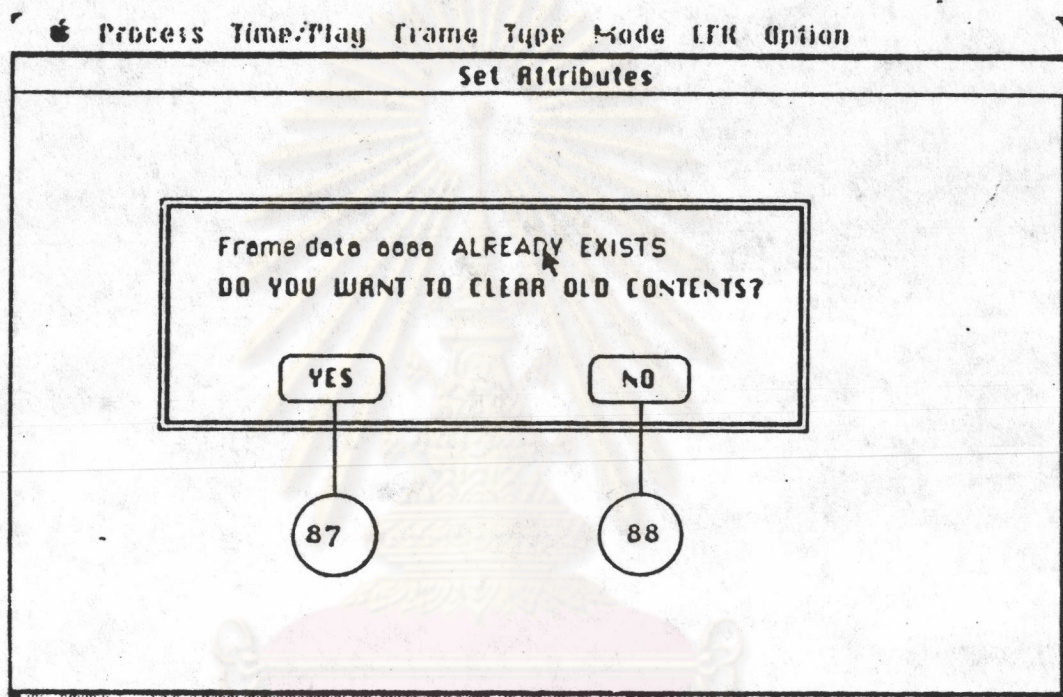 Process Time/Play Frame Type Mode Option
Set Attributes
Frame data aaaa ALREADY EXISTS
DO YOU WANT TO CLEAR OLD CONTENTS?
YES NO
87 88